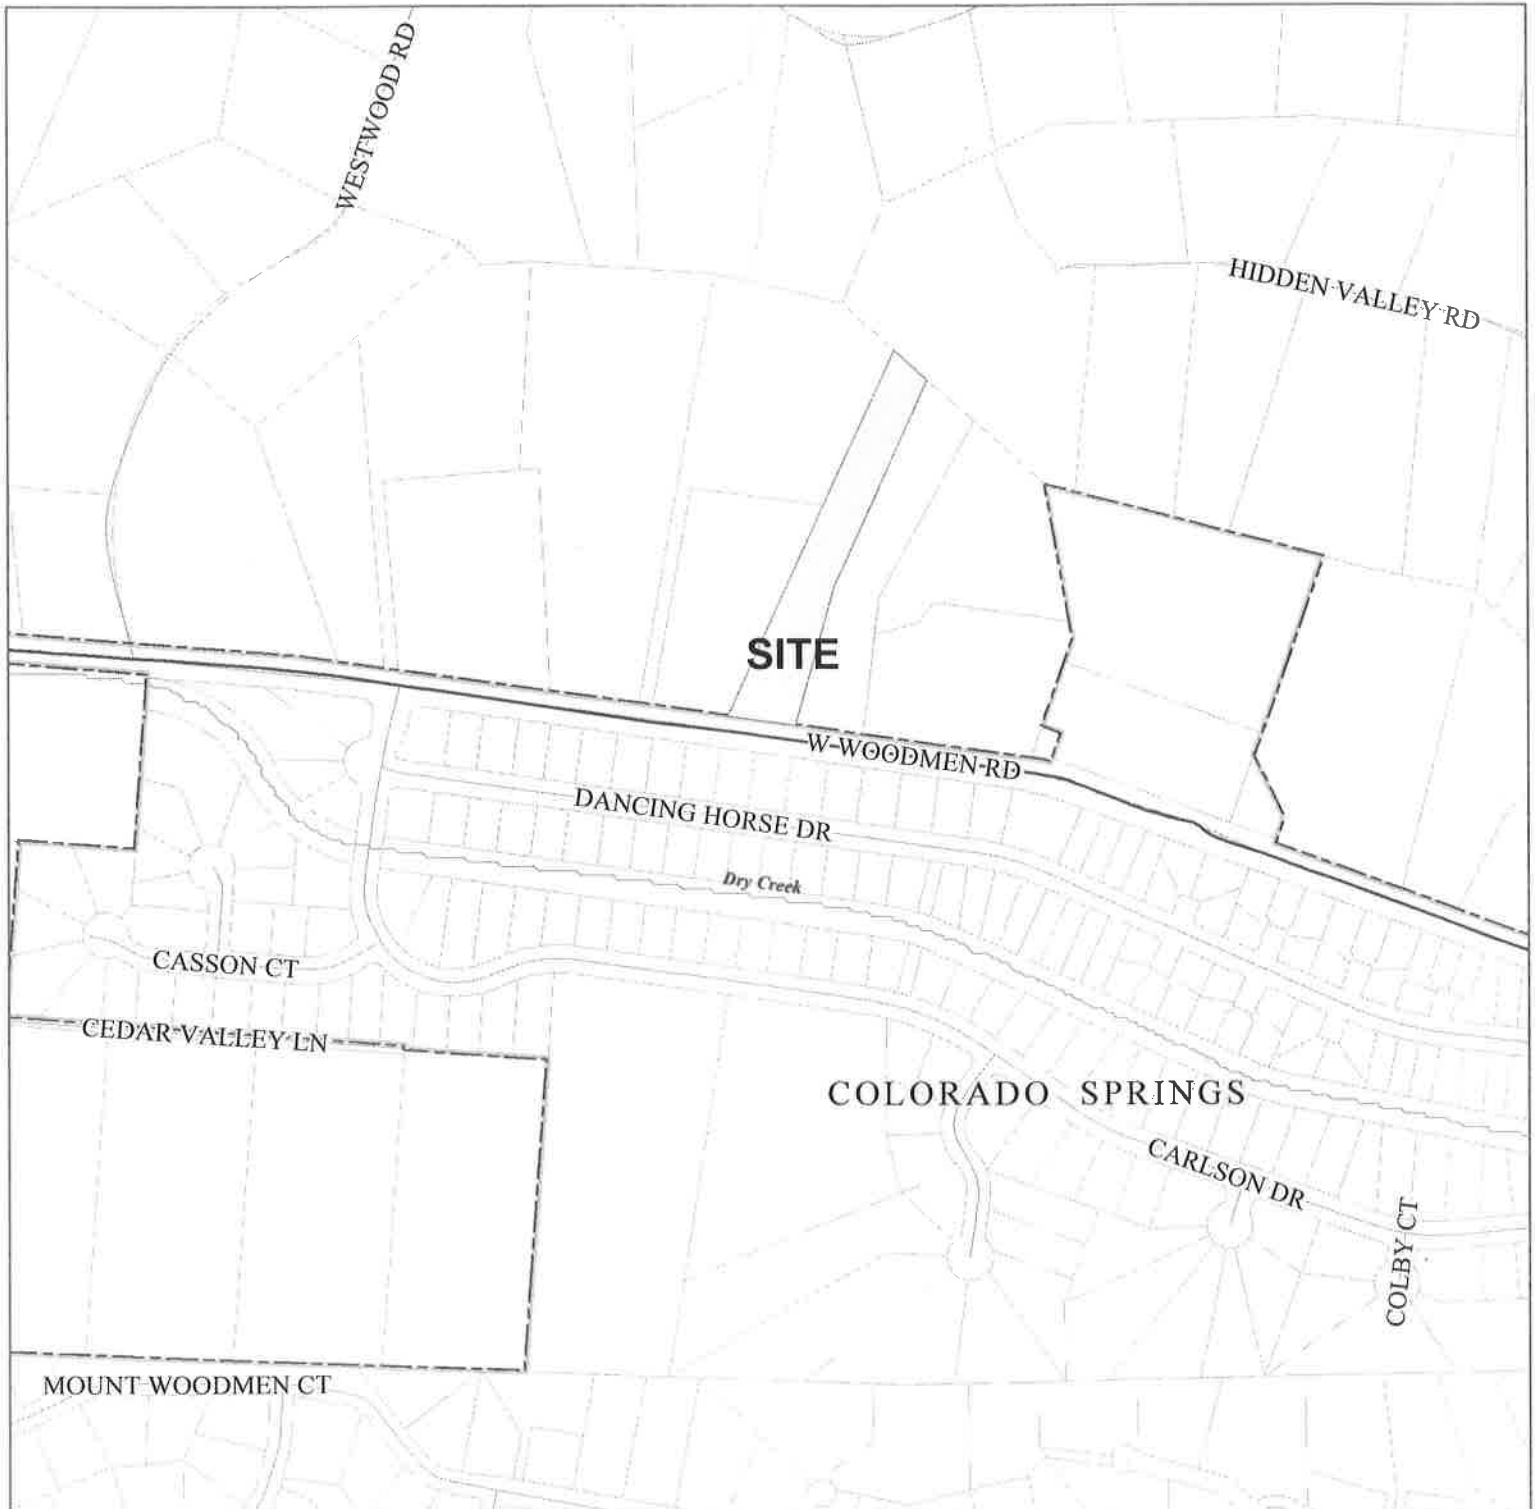 WESTWOOD RD
HIDDEN VALLEY RD
SITE
W WOODMEN RD
DANCING HORSE DR
Dry Creek
CASSON CT
CEDAR VALLEY LN
COLORADO SPRINGS
CARLSON DR
COLBY CT
MOUNT WOODMEN CT